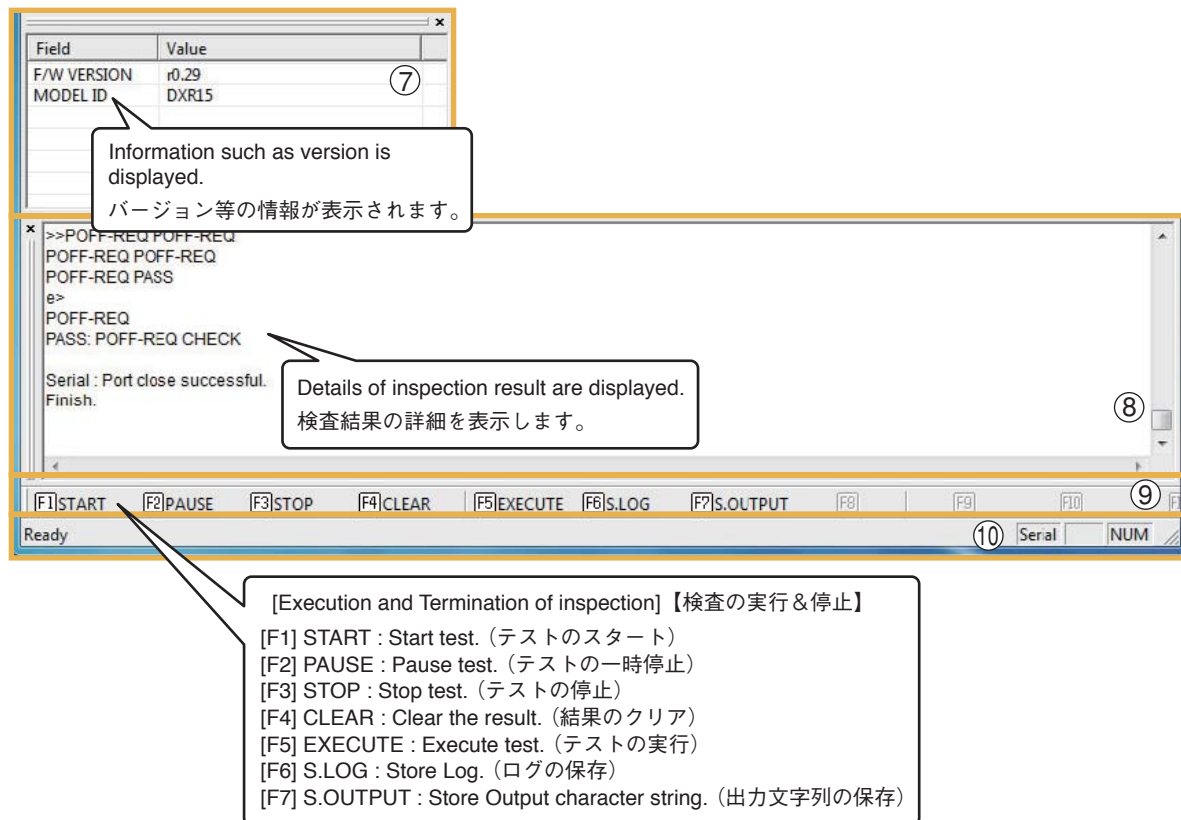 ×
Field Value
F/W VERSION r0.29
⑦
MODEL ID DXR15
Information such as version is
displayed.
バージョン等の情報が表示されます。
×
>>POFF-REQ POFF-REQ
POFF-REQ POFF-REQ
POFF-REQ PASS
e>
POFF-REQ
PASS: POFF-REQ CHECK
Serial : Port close successful.
Finish.
Details of inspection result are displayed.
検査結果の詳細を表示します。
⑧
F1 START F2 PAUSE F3 STOP F4 CLEAR F5 EXECUTE F6 S.LOG F7 S.OUTPUT F8 F9 F10 ⑨
Ready ⑩ Serial NUM
[Execution and Termination of inspection]【検査の実行＆停止】
[F1] START : Start test.（テストのスタート）
[F2] PAUSE : Pause test.（テストの一時停止）
[F3] STOP : Stop test.（テストの停止）
[F4] CLEAR : Clear the result.（結果のクリア）
[F5] EXECUTE : Execute test.（テストの実行）
[F6] S.LOG : Store Log.（ログの保存）
[F7] S.OUTPUT : Store Output character string.（出力文字列の保存）